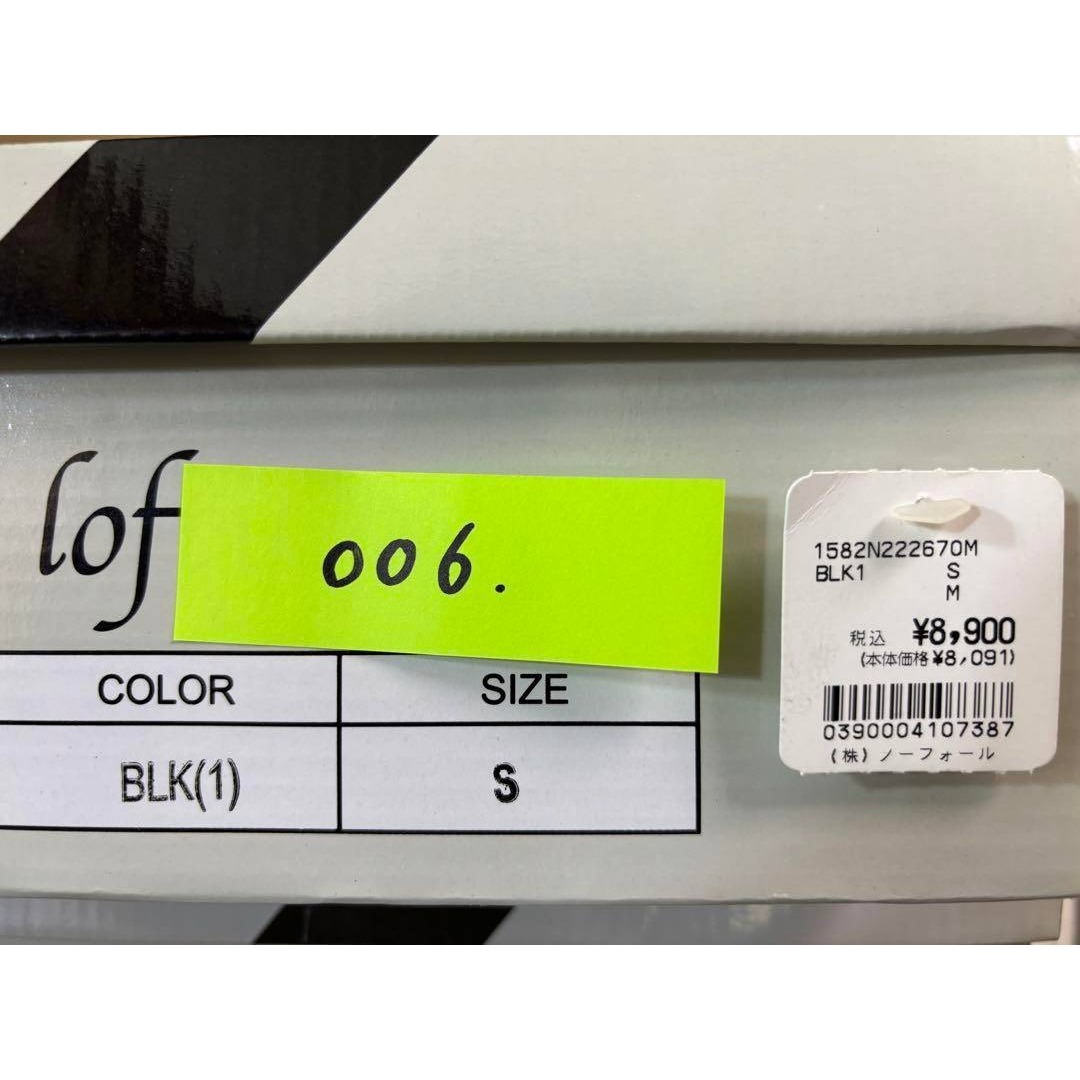 lof
006.
COLOR SIZE
BLK(1) S
1582N222670M
BLK1 S
M
税込 ¥8,900
(本体価格¥8,091)
0390004107387
(株)ノーフォール